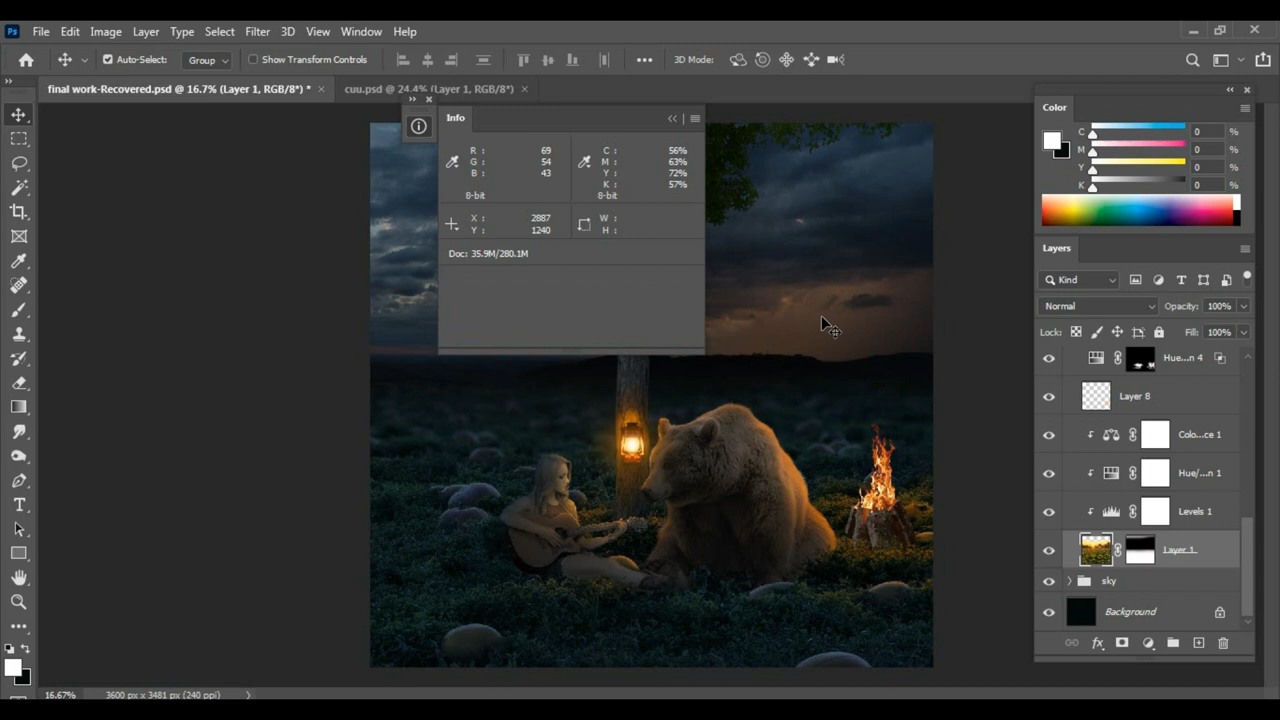 Ps File Edit Image Layer Type Select Filter 3D View Window Help
Auto-Select: Group Show Transform Controls 3D Mode:
final work-Recovered.psd @ 16.7% (Layer 1, RGB/8*) * cuu.psd @ 24.4% (Layer 1, RGB/8*)
Info
R : 69 C : 56%
G : 54 M : 63%
B : 43 Y : 72%
K : 57%
8-bit 8-bit
X : 2887 W :
Y : 1240 H :
Doc: 35.9M/280.1M
Color
C 0 %
M 0 %
Y 0 %
K 0 %
Layers
Kind
Normal Opacity: 100%
Lock: Fill: 100%
Hue...n 4
Layer 8
Colo...ce 1
Hue/...n 1
Levels 1
Layer 1
sky
Background
16.67% 3600 px x 3481 px (240 ppi)